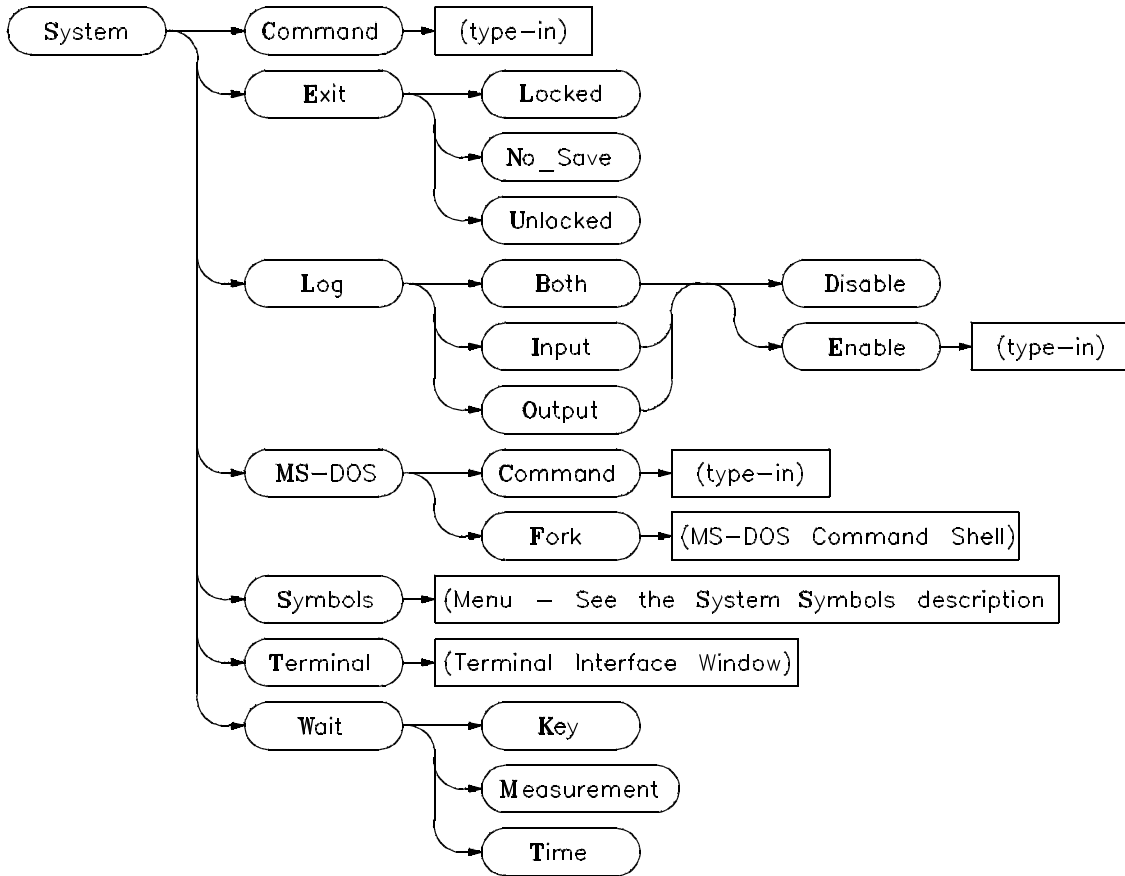 System
Command
(type-in)
Exit
Locked
No_Save
Unlocked
Log
Both
Disable
Input
Enable
(type-in)
Output
MS-DOS
Command
(type-in)
Fork
(MS-DOS Command Shell)
Symbols
(Menu - See the System Symbols description
Terminal
(Terminal Interface Window)
Wait
Key
Measurement
Time